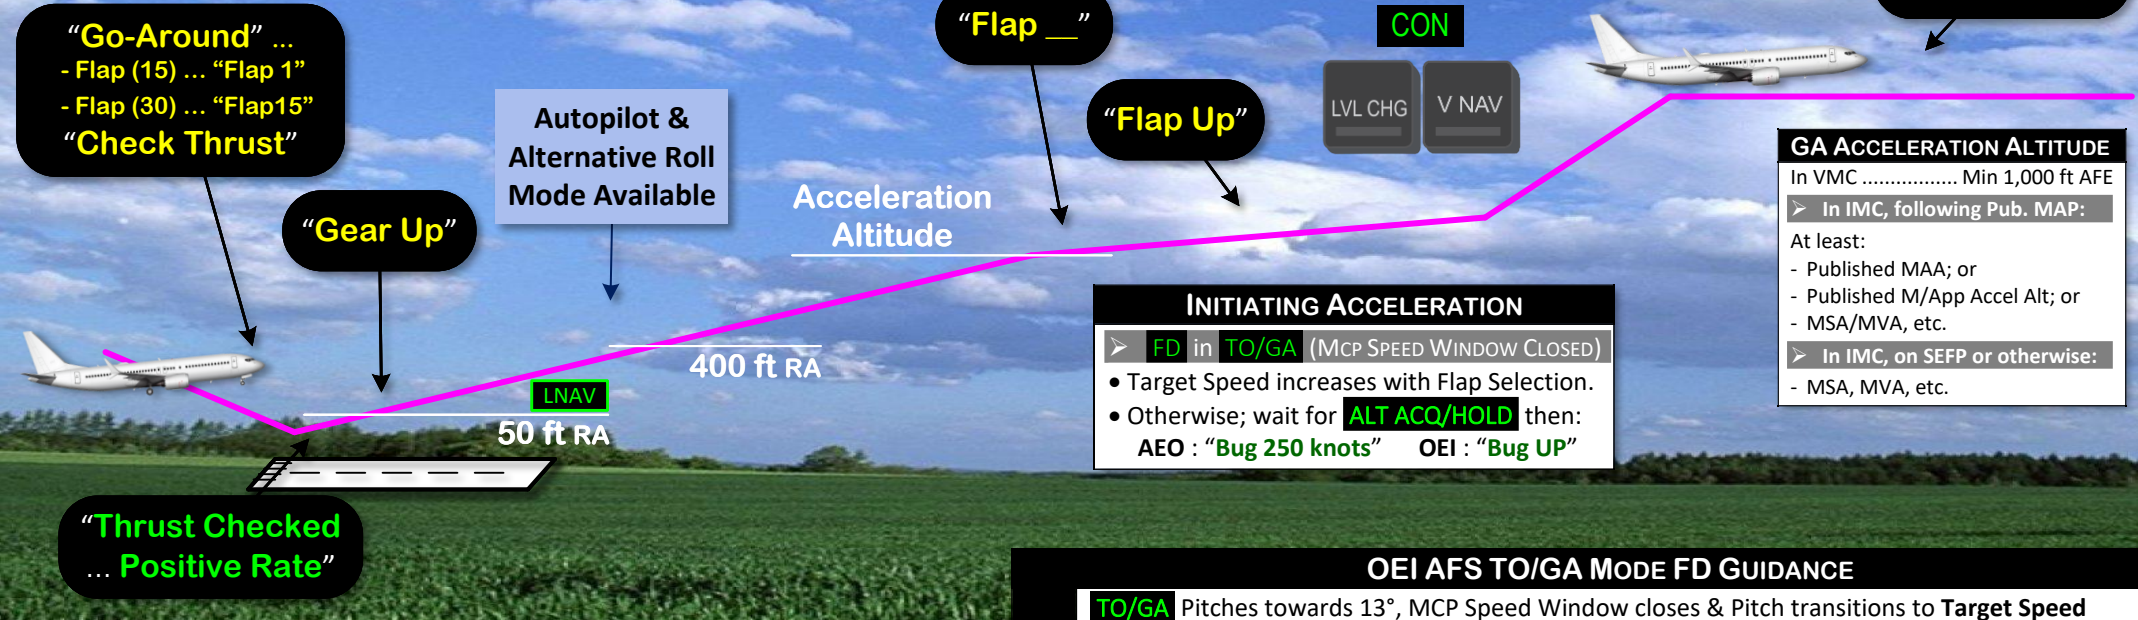 “Go-Around” ...
- Flap (15) ... “Flap 1”
- Flap (30) ... “Flap15”
“Check Thrust”
“Gear Up”
Autopilot &
Alternative Roll
Mode Available
“Flap __”
“Flap Up”
CON
LVL CHG
V NAV
Acceleration
Altitude
400 ft RA
LNAV
50 ft RA
“Thrust Checked
... Positive Rate”
INITIATING ACCELERATION
➢ FD in TO/GA (MCP SPEED WINDOW CLOSED)
• Target Speed increases with Flap Selection.
• Otherwise; wait for ALT ACQ/HOLD then:
AEO : “Bug 250 knots” OEI : “Bug UP”
GA ACCELERATION ALTITUDE
In VMC ................. Min 1,000 ft AFE
➢ In IMC, following Pub. MAP:
At least:
- Published MAA; or
- Published M/App Accel Alt; or
- MSA/MVA, etc.
➢ In IMC, on SEFP or otherwise:
- MSA, MVA, etc.
OEI AFS TO/GA MODE FD GUIDANCE
TO/GA Pitches towards 13°, MCP Speed Window closes & Pitch transitions to Target Speed